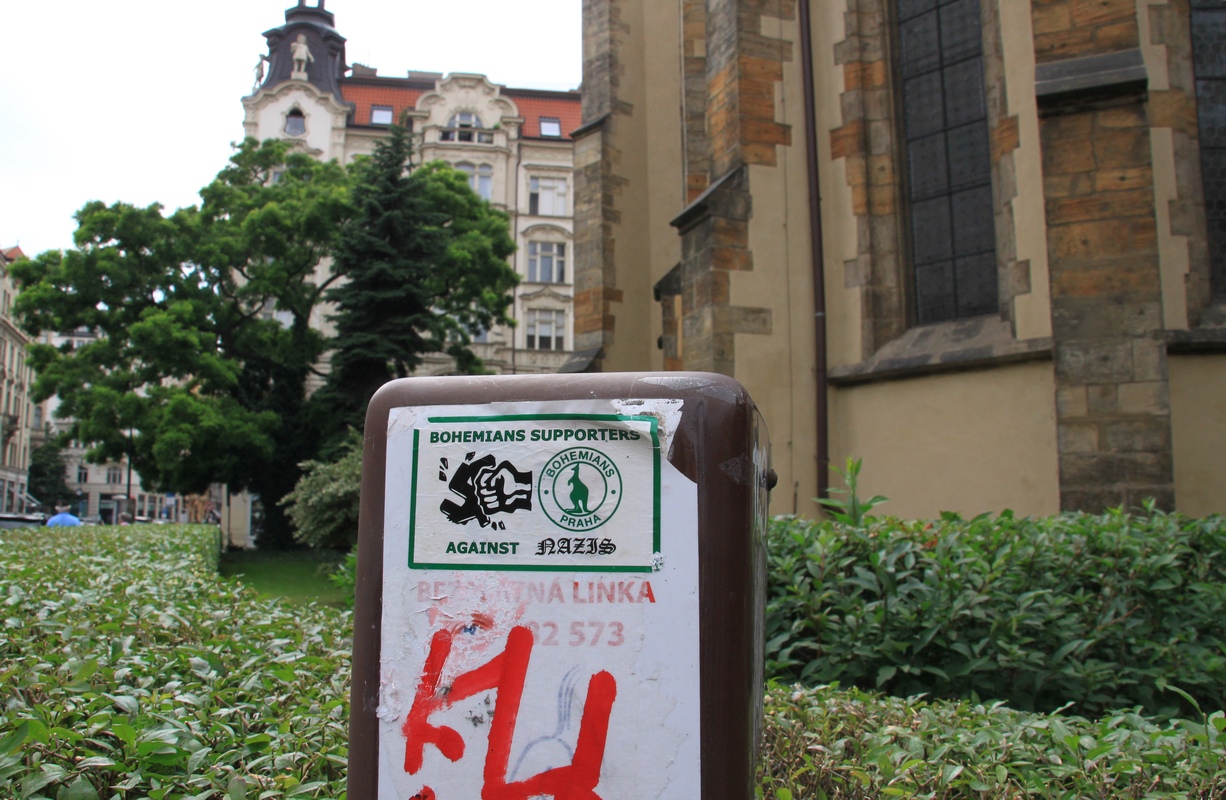 BOHEMIANS SUPPORTERS
BOHEMIANS
PRAHA
AGAINST NAZIS
LINKA
573